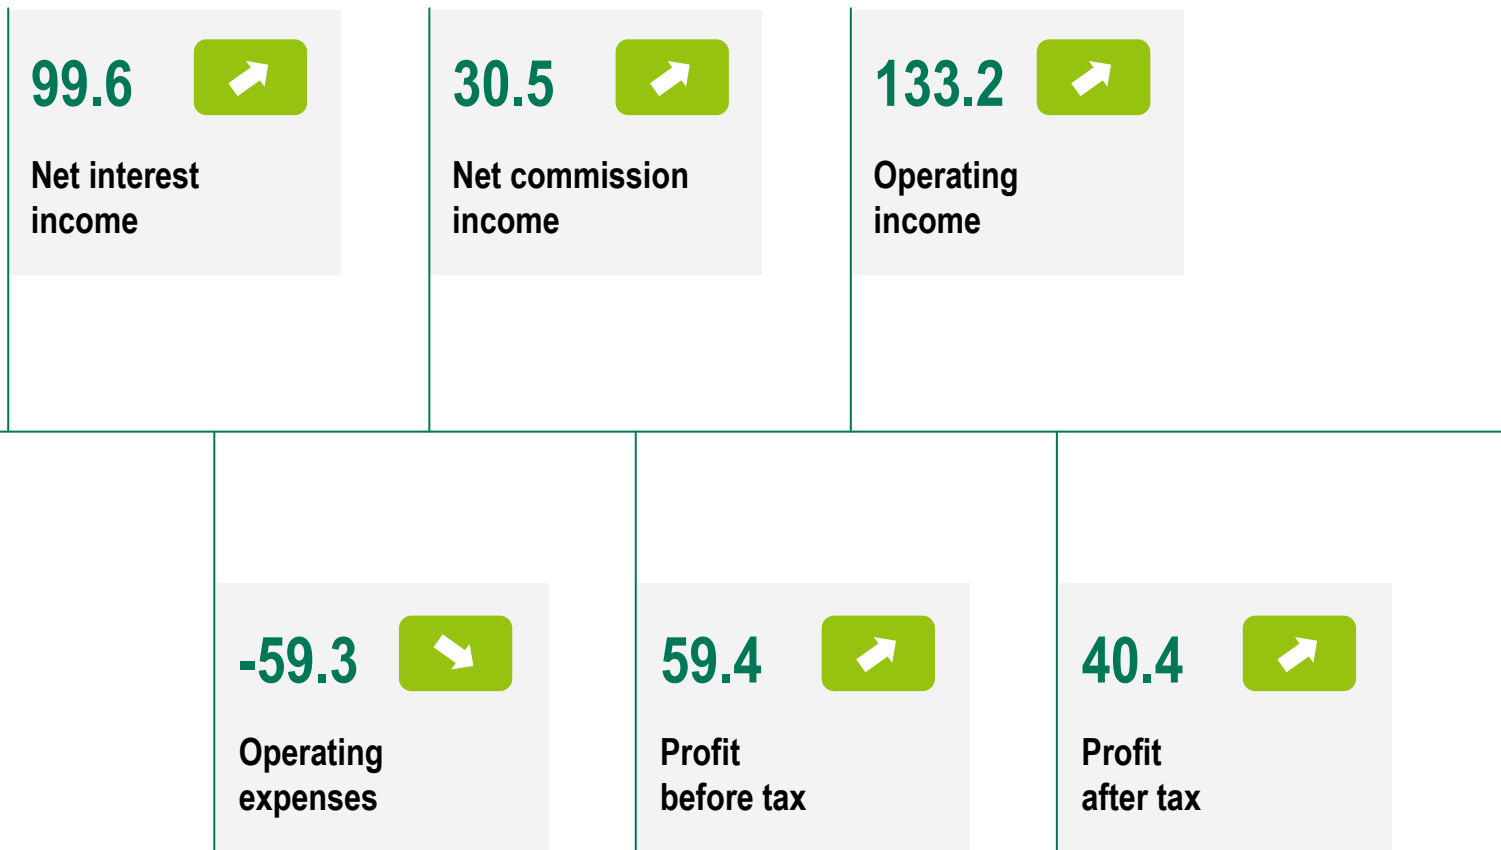 99.6
Net interest
income
30.5
Net commission
income
133.2
Operating
income
-59.3
Operating
expenses
59.4
Profit
before tax
40.4
Profit
after tax